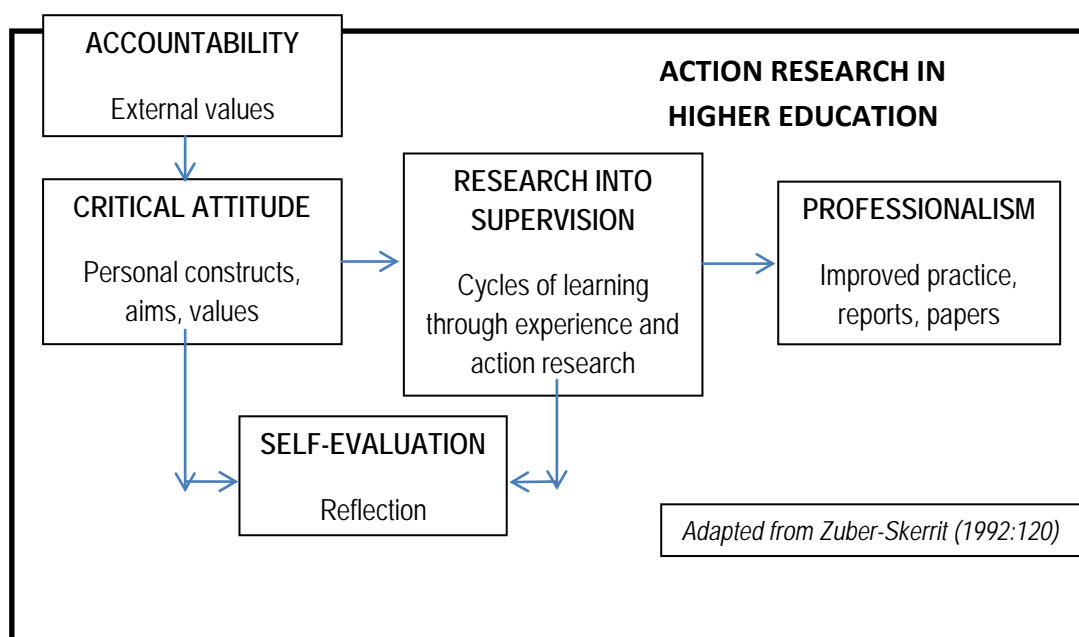 ACCOUNTABILITY
External values
ACTION RESEARCH IN
HIGHER EDUCATION
CRITICAL ATTITUDE
Personal constructs,
aims, values
RESEARCH INTO
SUPERVISION
Cycles of learning
through experience and
action research
PROFESSIONALISM
Improved practice,
reports, papers
SELF-EVALUATION
Reflection
Adapted from Zuber-Skerrit (1992:120)